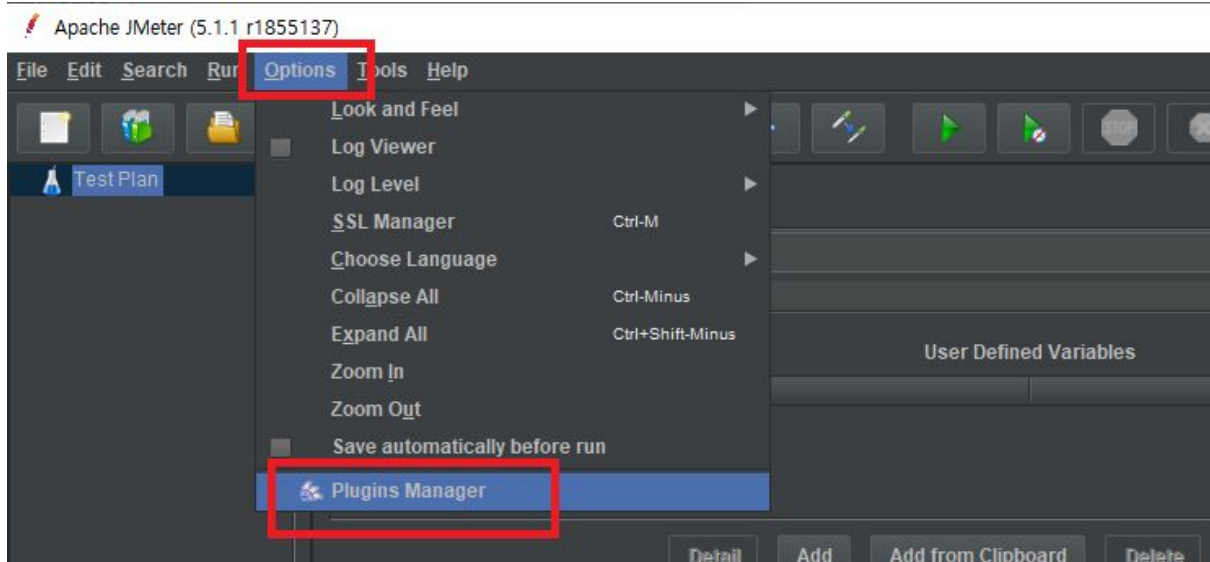 Apache JMeter (5.1.1 r1855137)
File Edit Search Run Options Tools Help
Look and Feel
Log Viewer
Log Level
SSL Manager Ctrl-M
Choose Language
Collapse All Ctrl-Minus
Expand All Ctrl+Shift-Minus
Zoom In
Zoom Out
Save automatically before run
Plugins Manager
STOP
Test Plan
User Defined Variables
Detail Add Add from Clipboard Delete